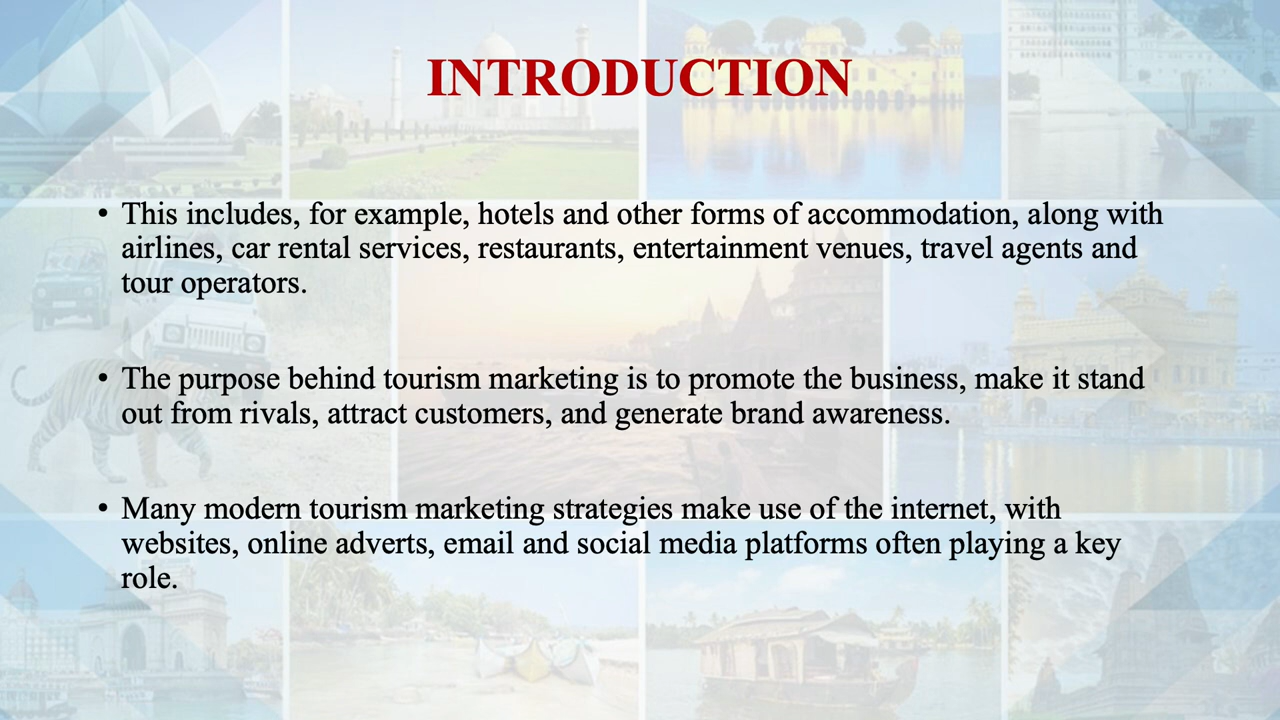 INTRODUCTION
• This includes, for example, hotels and other forms of accommodation, along with
airlines, car rental services, restaurants, entertainment venues, travel agents and
tour operators.
• The purpose behind tourism marketing is to promote the business, make it stand
out from rivals, attract customers, and generate brand awareness.
• Many modern tourism marketing strategies make use of the internet, with
websites, online adverts, email and social media platforms often playing a key
role.